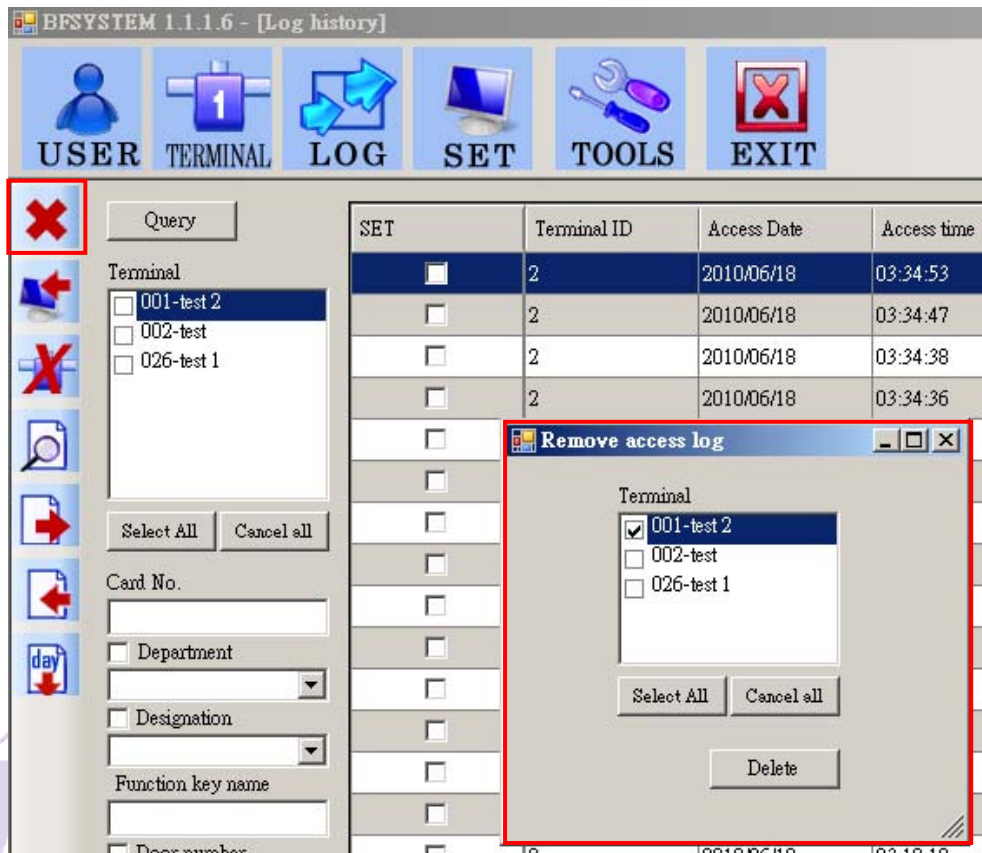 BFSYSTEM 1.1.1.6 - [Log history]
USER
1
TERMINAL
LOG
SET
TOOLS
EXIT
Query
Terminal
001-test 2
002-test
026-test 1
Select All
Cancel all
Card No.
Department
Designation
Function key name
Door number
day
SET Terminal ID Access Date Access time
2 2010/06/18 03:34:53
2 2010/06/18 03:34:47
2 2010/06/18 03:34:38
2 2010/06/18 03:34:36
Remove access log
Terminal
001-test 2
002-test
026-test 1
Select All
Cancel all
Delete